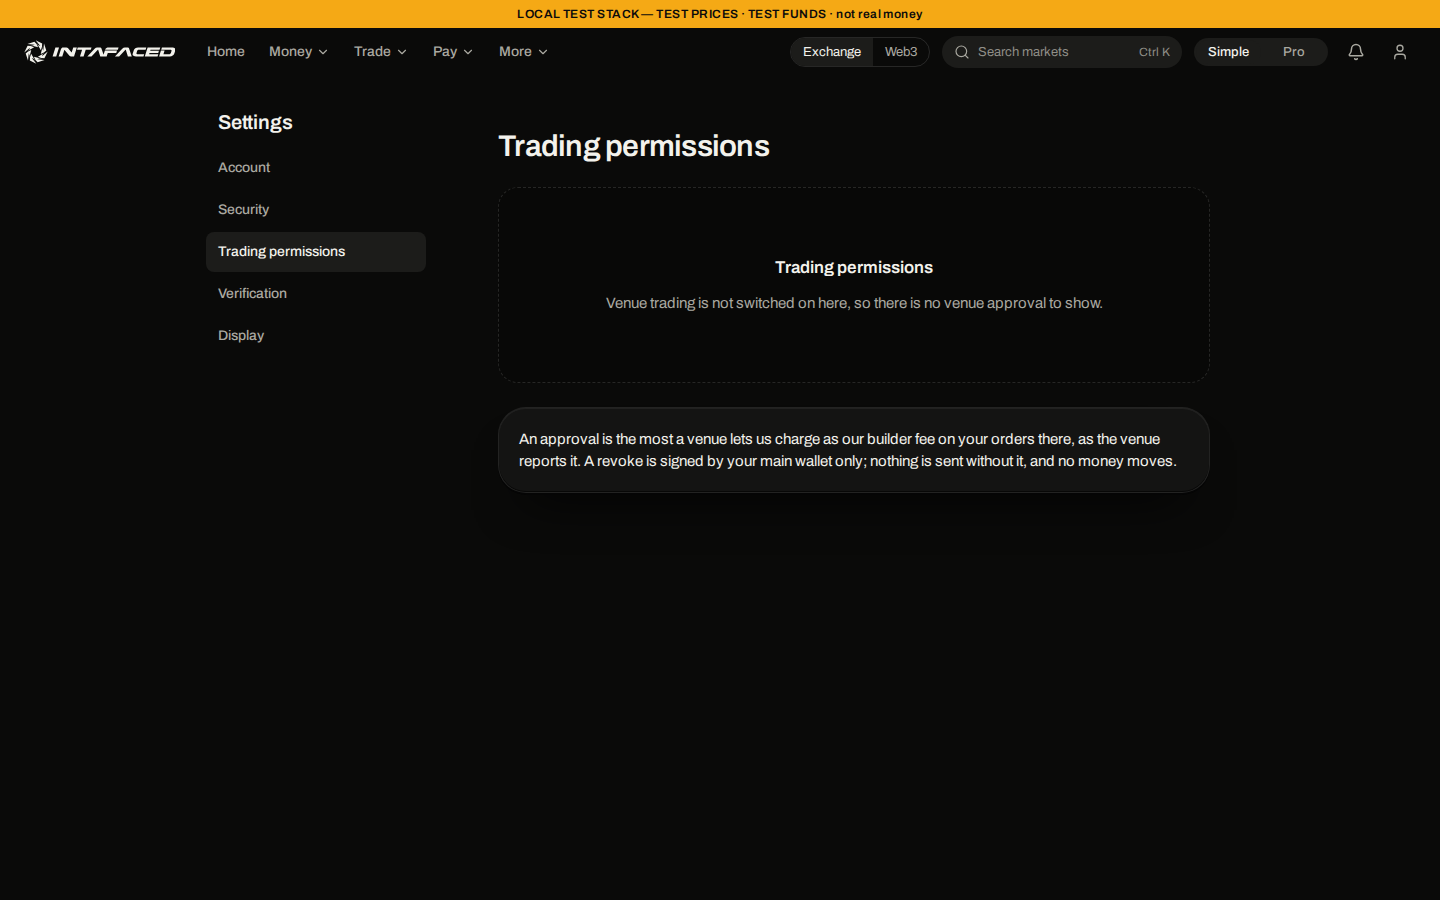 LOCAL TEST STACK — TEST PRICES · TEST FUNDS · not real money
INTAFACED
Home Money Trade Pay More
Exchange Web3
Search markets Ctrl K
Simple Pro
Settings
Account
Security
Trading permissions
Verification
Display
Trading permissions
Trading permissions
Venue trading is not switched on here, so there is no venue approval to show.
An approval is the most a venue lets us charge as our builder fee on your orders there, as the venue
reports it. A revoke is signed by your main wallet only; nothing is sent without it, and no money moves.